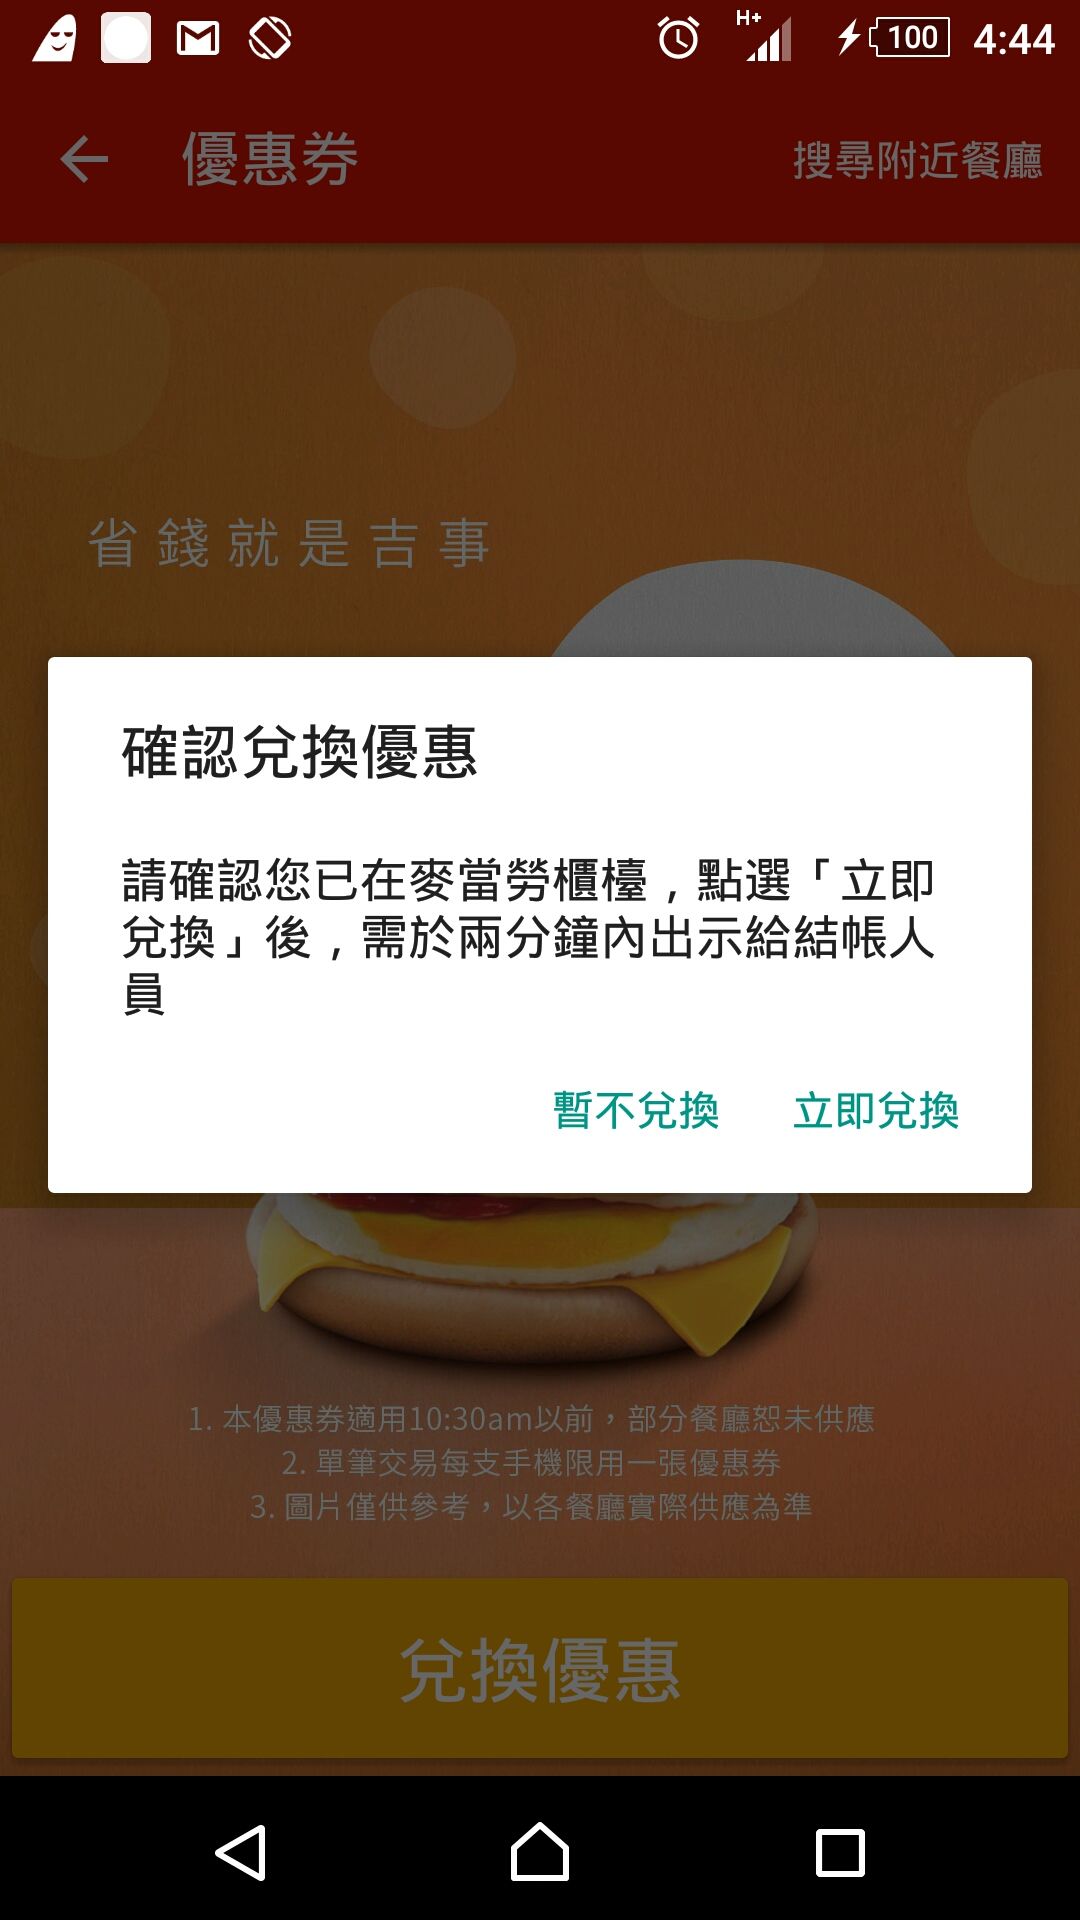 H+
100
4:44
優惠券
搜尋附近餐廳
省錢就是吉事
確認兌換優惠
請確認您已在麥當勞櫃檯，點選「立即
兌換」後，需於兩分鐘內出示給結帳人
員
暫不兌換
立即兌換
1. 本優惠券適用10:30am以前，部分餐廳恕未供應
2. 單筆交易每支手機限用一張優惠券
3. 圖片僅供參考，以各餐廳實際供應為準
兌換優惠